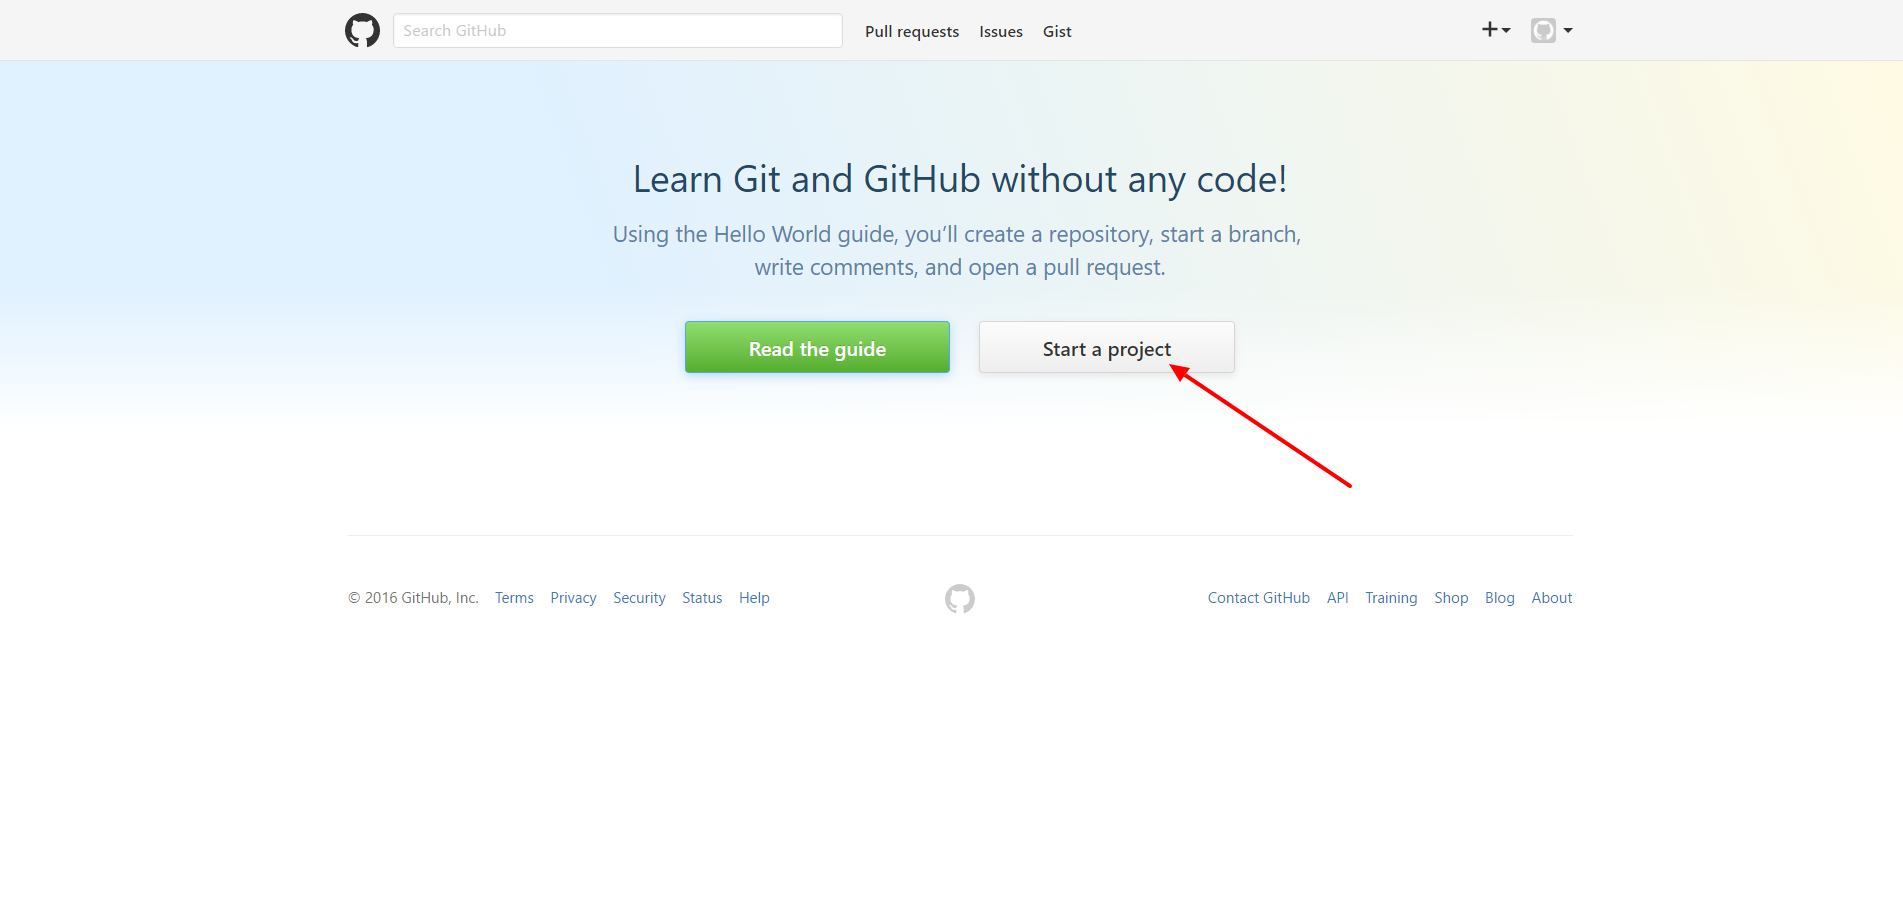 Search GitHub
Pull requests
Issues
Gist
Learn Git and GitHub without any code!
Using the Hello World guide, you’ll create a repository, start a branch,
write comments, and open a pull request.
Read the guide
Start a project
© 2016 GitHub, Inc. Terms Privacy Security Status Help
Contact GitHub API Training Shop Blog About